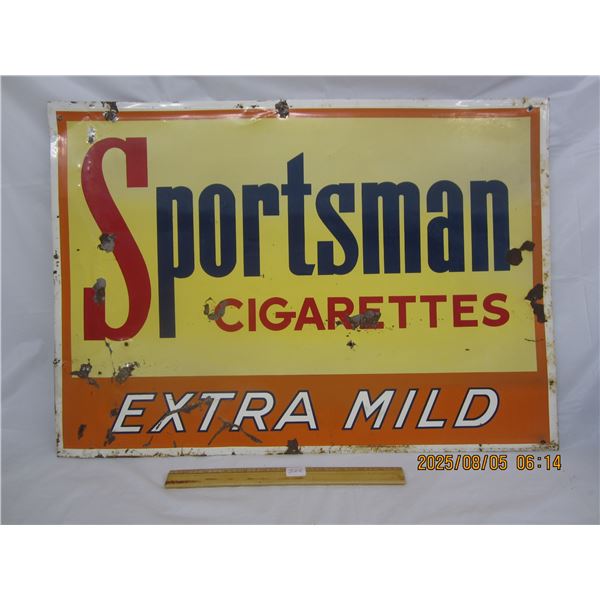 Sportsman
CIGARETTES
EXTRA MILD
2025/08/05 06:14